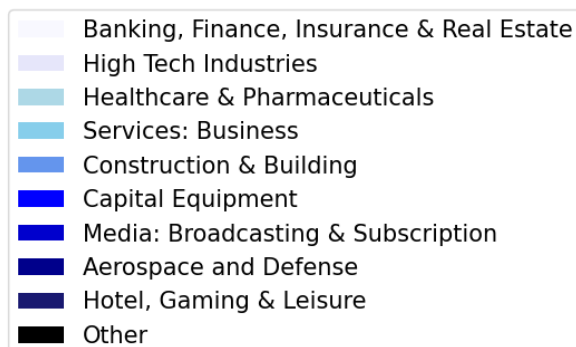 Banking, Finance, Insurance & Real Estate
High Tech Industries
Healthcare & Pharmaceuticals
Services: Business
Construction & Building
Capital Equipment
Media: Broadcasting & Subscription
Aerospace and Defense
Hotel, Gaming & Leisure
Other